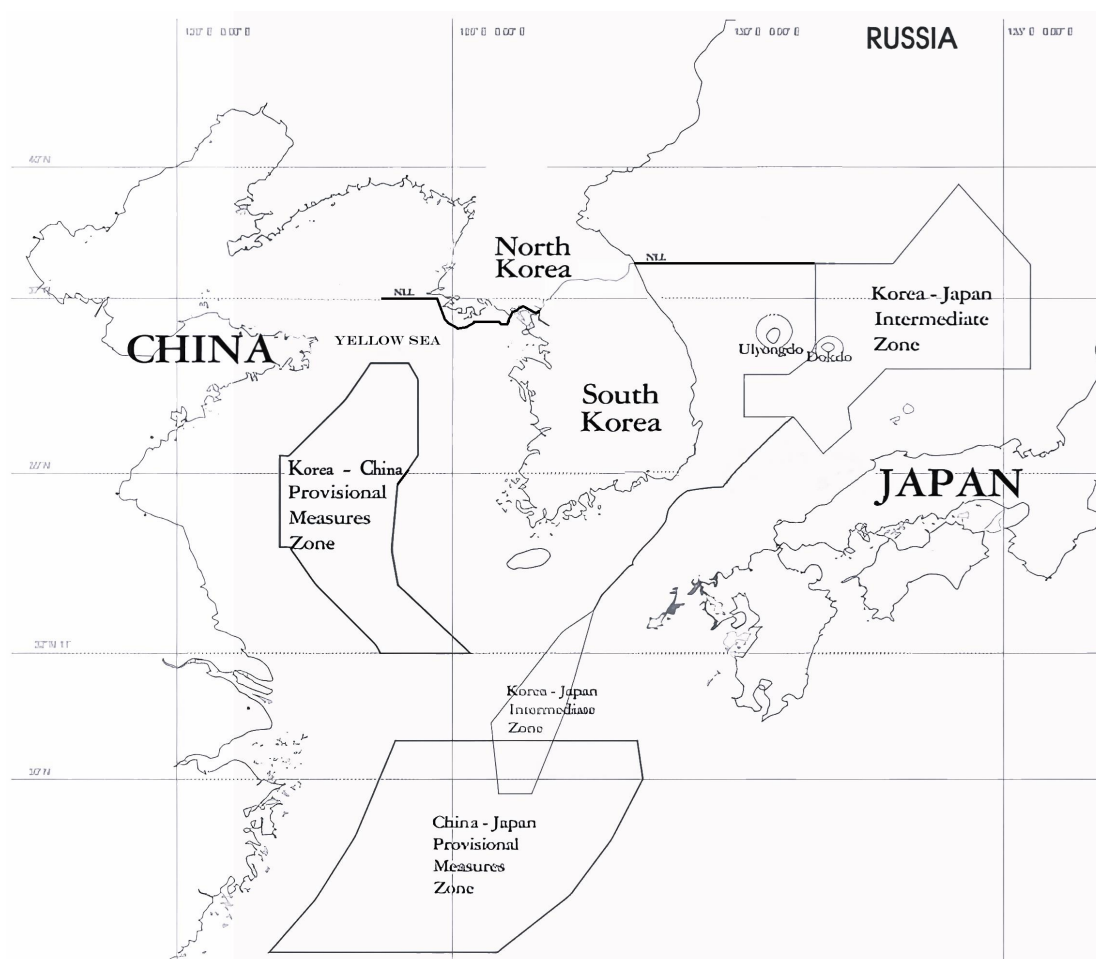 RUSSIA
North
Korea
NLL
NLL
Korea - Japan
Intermediate
Zone
CHINA
YELLOW SEA
Ulyongdo
Dokdo
South
Korea
Korea - China
Provisional
Measures
Zone
JAPAN
Korea - Japan
Intermediate
Zone
China - Japan
Provisional
Measures
Zone